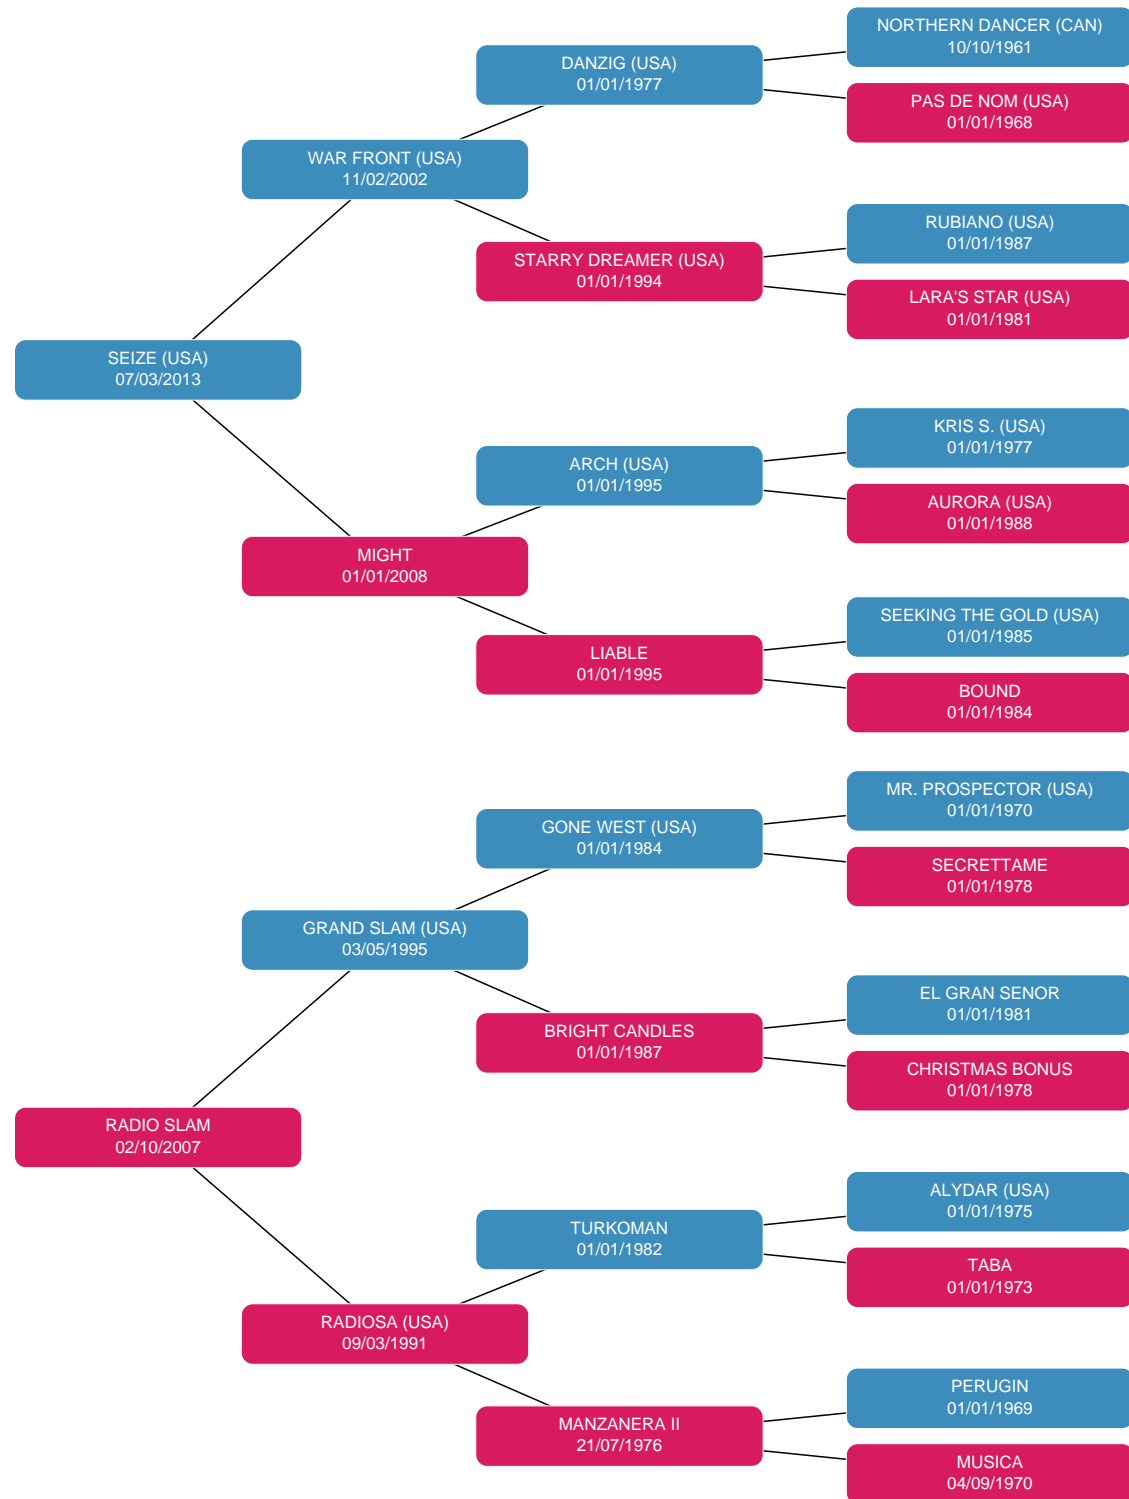 NORTHERN DANCER (CAN)
10/10/1961
DANZIG (USA)
01/01/1977
PAS DE NOM (USA)
01/01/1968
WAR FRONT (USA)
11/02/2002
RUBIANO (USA)
01/01/1987
STARRY DREAMER (USA)
01/01/1994
LARA'S STAR (USA)
01/01/1981
SEIZE (USA)
07/03/2013
KRIS S. (USA)
01/01/1977
ARCH (USA)
01/01/1995
AURORA (USA)
01/01/1988
MIGHT
01/01/2008
SEEKING THE GOLD (USA)
01/01/1985
LIABLE
01/01/1995
BOUND
01/01/1984
MR. PROSPECTOR (USA)
01/01/1970
GONE WEST (USA)
01/01/1984
SECRETTAME
01/01/1978
GRAND SLAM (USA)
03/05/1995
EL GRAN SENOR
01/01/1981
BRIGHT CANDLES
01/01/1987
CHRISTMAS BONUS
01/01/1978
RADIO SLAM
02/10/2007
ALYDAR (USA)
01/01/1975
TURKOMAN
01/01/1982
TABA
01/01/1973
RADIOSA (USA)
09/03/1991
PERUGIN
01/01/1969
MANZANERA II
21/07/1976
MUSICA
04/09/1970